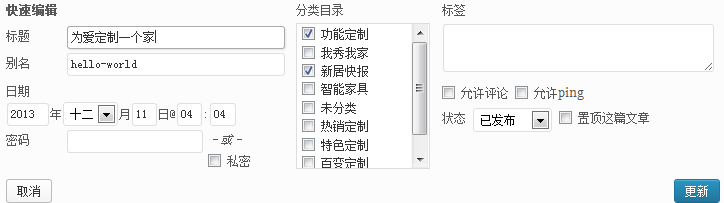 快速编辑
标题 为爱定制一个家
别名 hello-world
日期
2013 年 十二 月 11 日@ 04 : 04
密码 -或-
私密
分类目录
功能定制
我秀我家
新居快报
智能家具
未分类
热销定制
特色定制
百变定制
标签
允许评论 允许ping
状态 已发布 置顶这篇文章
取消 更新